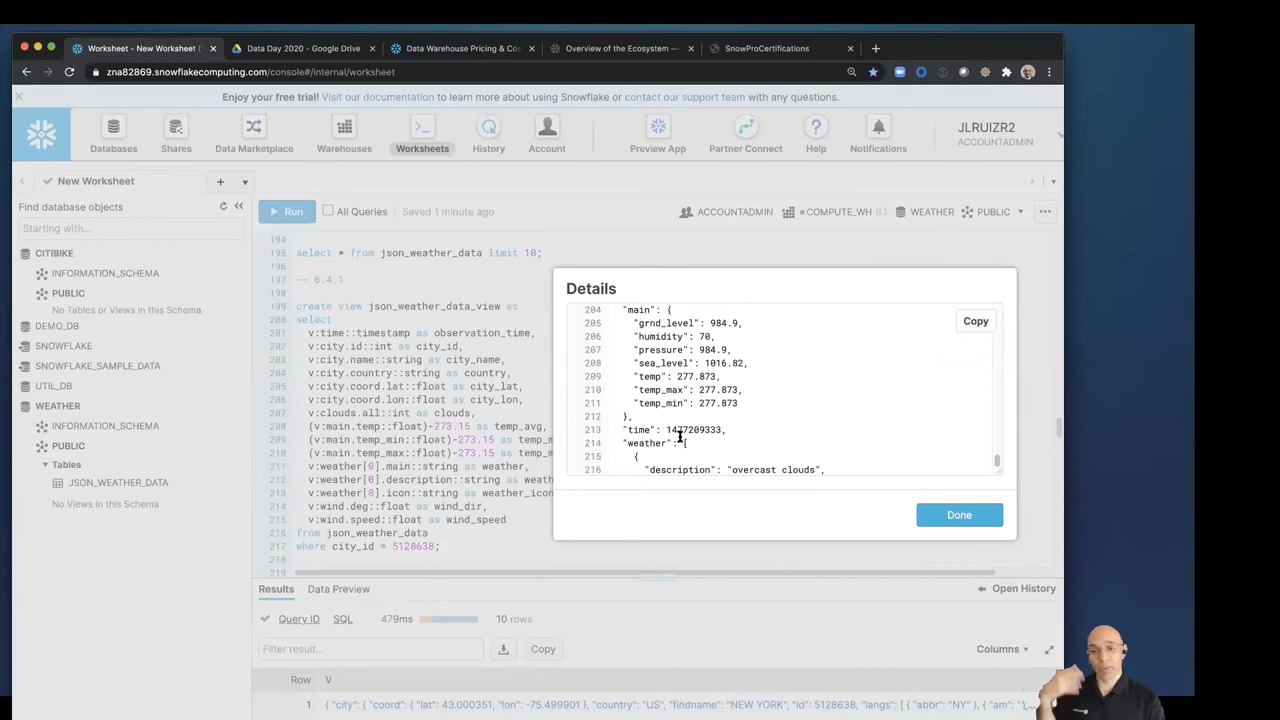 Worksheet - New Worksheet (
Data Day 2020 - Google Drive
Data Warehouse Pricing & Co
Overview of the Ecosystem —
SnowProCertifications
zna82869.snowflakecomputing.com/console#/internal/worksheet
Enjoy your free trial! Visit our documentation to learn more about using Snowflake or contact our support team with any questions.
Databases
Shares
Data Marketplace
Warehouses
Worksheets
History
Account
Preview App
Partner Connect
Help
Notifications
JLRUIZR2
ACCOUNTADMIN
New Worksheet
Find database objects
Starting with...
CITIBIKE
INFORMATION_SCHEMA
PUBLIC
No Tables or Views in this Schema
DEMO_DB
SNOWFLAKE
SNOWFLAKE_SAMPLE_DATA
UTIL_DB
WEATHER
INFORMATION_SCHEMA
PUBLIC
Tables
JSON_WEATHER_DATA
No Views in this Schema
Run
All Queries
Saved 1 minute ago
ACCOUNTADMIN
COMPUTE_WH (L)
WEATHER
PUBLIC
194
195 select * from json_weather_data limit 10;
196
197 -- 6.4.1
198
199 create view json_weather_data_view as
200 select
201 v:time::timestamp as observation_time,
202 v:city.id::int as city_id,
203 v:city.name::string as city_name,
204 v:city.country::string as country,
205 v:city.coord.lat::float as city_lat,
206 v:city.coord.lon::float as city_lon,
207 v:clouds.all::int as clouds,
208 (v:main.temp::float)-273.15 as temp_avg,
209 (v:main.temp_min::float)-273.15 as temp_m
210 (v:main.temp_max::float)-273.15 as temp_m
211 v:weather[0].main::string as weather,
212 v:weather[0].description::string as weath
213 v:weather[0].icon::string as weather_icon
214 v:wind.deg::float as wind_dir,
215 v:wind.speed::float as wind_speed
216 from json_weather_data
217 where city_id = 5128638;
218
219
Details
204 "main": {
205 "grnd_level": 984.9,
206 "humidity": 70,
207 "pressure": 984.9,
208 "sea_level": 1016.82,
209 "temp": 277.873,
210 "temp_max": 277.873,
211 "temp_min": 277.873
212 },
213 "time": 1477209333,
214 "weather": [
215 {
216 "description": "overcast clouds",
Copy
Done
Results
Data Preview
Open History
Query ID
SQL
479ms
10 rows
Filter result...
Copy
Columns
Row
V
1
{ "city": { "coord": { "lat": 43.000351, "lon": -75.499901 }, "country": "US", "findname": "NEW YORK", "id": 5128638, "langs": [ { "abbr": "NY" }, { "am": "